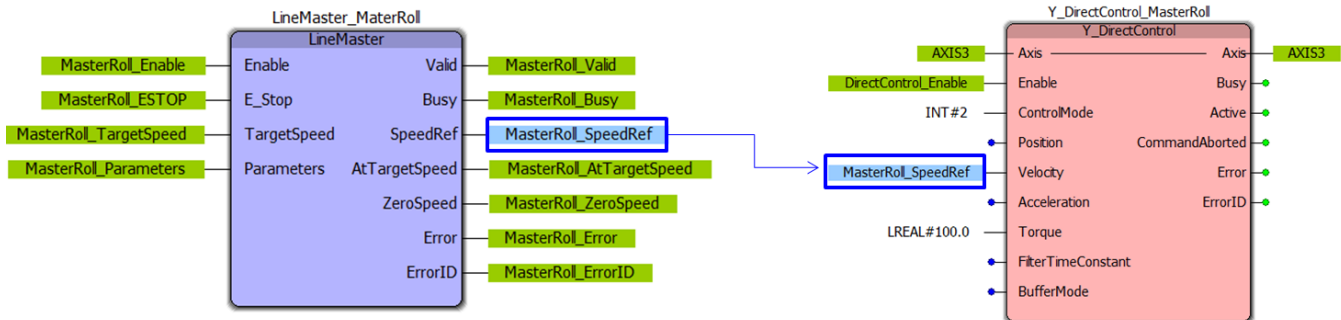 LineMaster_MaterRoll
LineMaster
MasterRoll_Enable Enable Valid MasterRoll_Valid
MasterRoll_ESTOP E_Stop Busy MasterRoll_Busy
MasterRoll_TargetSpeed TargetSpeed SpeedRef MasterRoll_SpeedRef
MasterRoll_Parameters Parameters AtTargetSpeed MasterRoll_AtTargetSpeed
ZeroSpeed MasterRoll_ZeroSpeed
Error MasterRoll_Error
ErrorID MasterRoll_ErrorID
Y_DirectControl_MasterRoll
Y_DirectControl
AXIS3 Axis Axis AXIS3
DirectControl_Enable Enable Busy
INT#2 ControlMode Active
Position CommandAborted
MasterRoll_SpeedRef Velocity Error
Acceleration ErrorID
LREAL#100.0 Torque
FilterTimeConstant
BufferMode